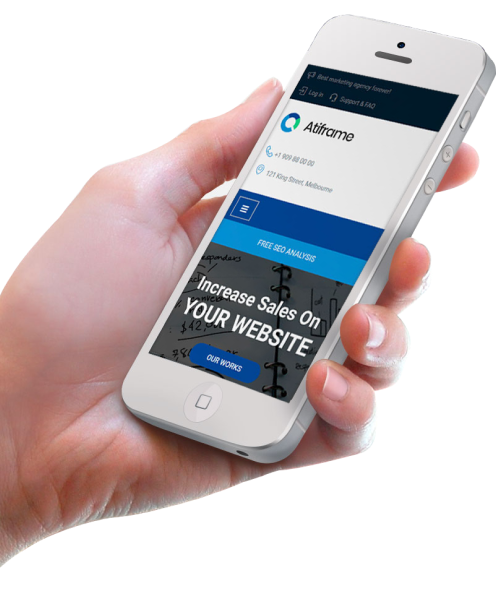 Best marketing agency forever!
Log in Support & FAQ
Atiframe
+1 909 88 00 00
121 King Street, Melbourne
FREE SEO ANALYSIS
Increase Sales On
YOUR WEBSITE
OUR WORKS